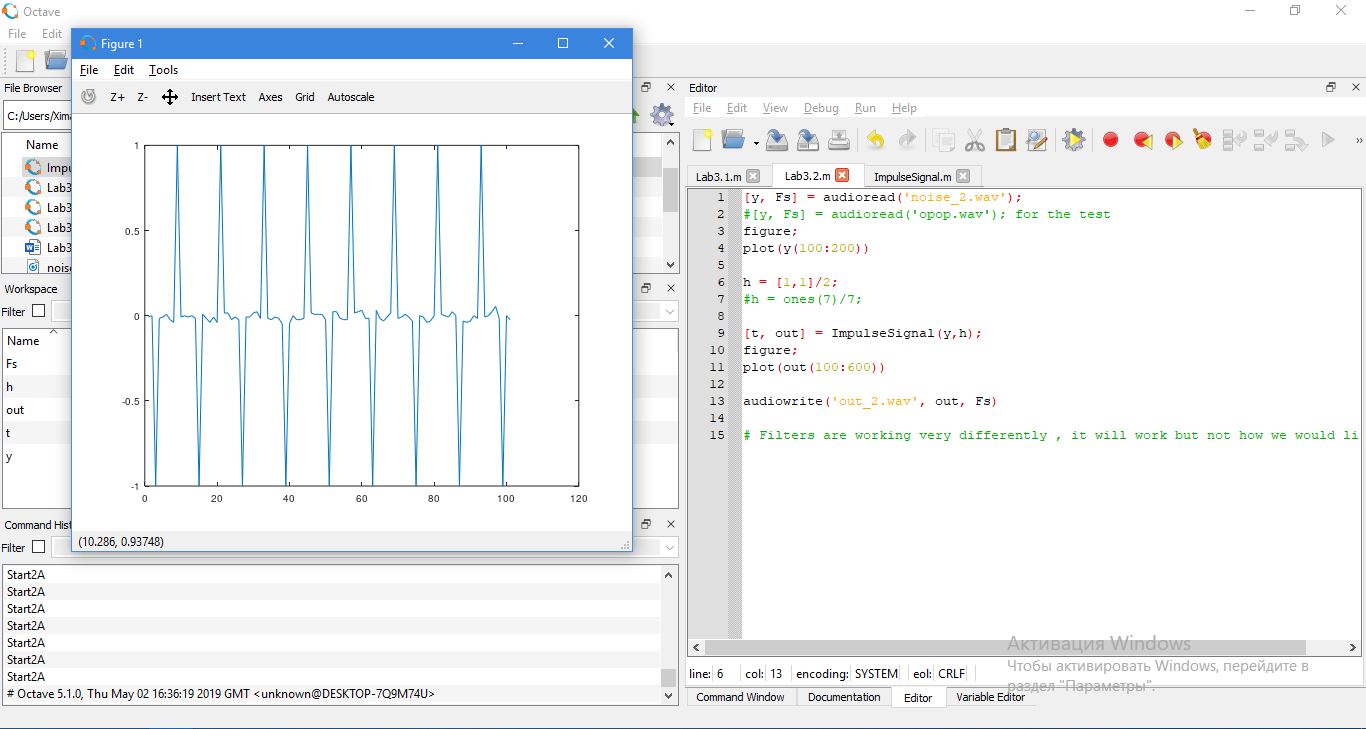 Octave
File Edit
Figure 1
File Edit Tools
Z+ Z- Insert Text Axes Grid Autoscale
File Browser
C:/Users/Xim
Name
Impu
Lab3
Lab3
Lab3
Lab3
nois
Workspace
Filter
Name
Fs
h
out
t
y
Command Hist
Filter
1
0.5
0
-0.5
-1
0 20 40 60 80 100 120
(10.286, 0.93748)
Start2A
Start2A
Start2A
Start2A
Start2A
Start2A
Start2A
# Octave 5.1.0, Thu May 02 16:36:19 2019 GMT <unknown@DESKTOP-7Q9M74U>
Editor
File Edit View Debug Run Help
Lab3.1.m Lab3.2.m ImpulseSignal.m
1 [y, Fs] = audioread('noise_2.wav');
2 #[y, Fs] = audioread('opop.wav'); for the test
3 figure;
4 plot(y(100:200))
5
6 h = [1,1]/2;
7 #h = ones(7)/7;
8
9 [t, out] = ImpulseSignal(y,h);
10 figure;
11 plot(out(100:600))
12
13 audiowrite('out_2.wav', out, Fs)
14
15 # Filters are working very differently , it will work but not how we would li
Активация Windows
Чтобы активировать Windows, перейдите в
раздел "Параметры".
line: 6 col: 13 encoding: SYSTEM eol: CRLF
Command Window Documentation Editor Variable Editor